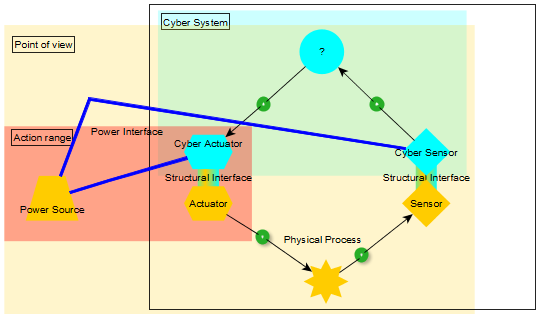 Cyber System
Point of view
?
Power Interface
Action range
Cyber Actuator
Cyber Sensor
Structural Interface
Structural Interface
Power Source
Actuator
Sensor
Physical Process